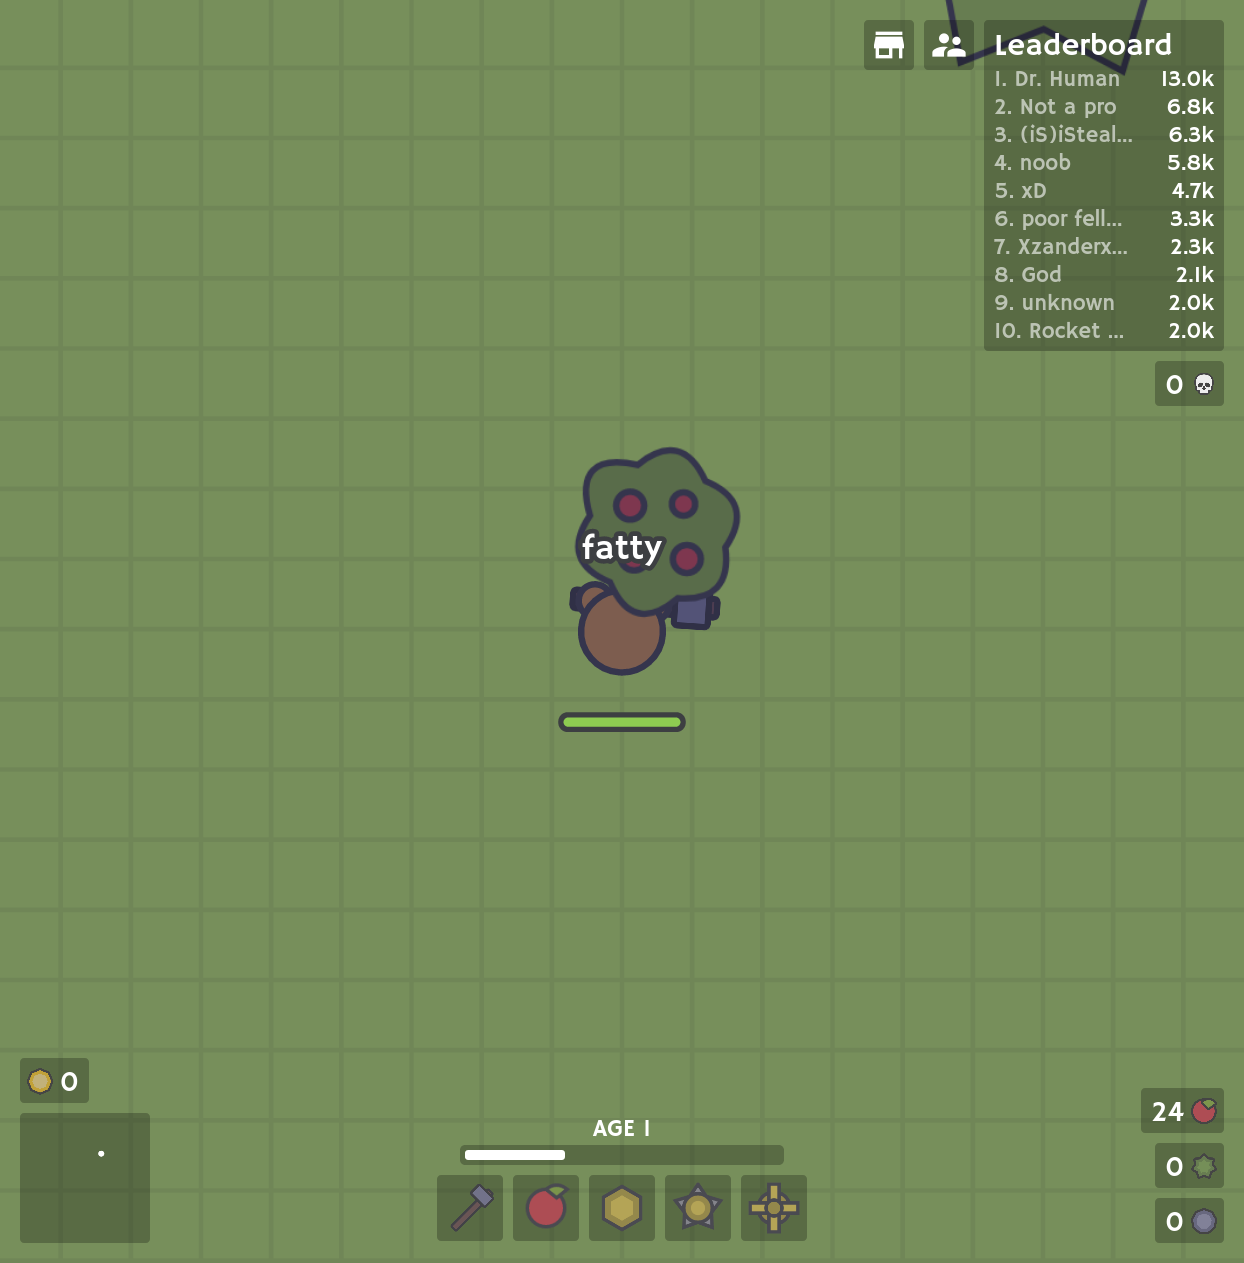 Leaderboard
1. Dr. Human 13.0k
2. Not a pro 6.8k
3. (iS)iSteal... 6.3k
4. noob 5.8k
5. xD 4.7k
6. poor fell... 3.3k
7. Xzanderx... 2.3k
8. God 2.1k
9. unknown 2.0k
10. Rocket ... 2.0k
0
fatty
0
24
AGE 1
0
0